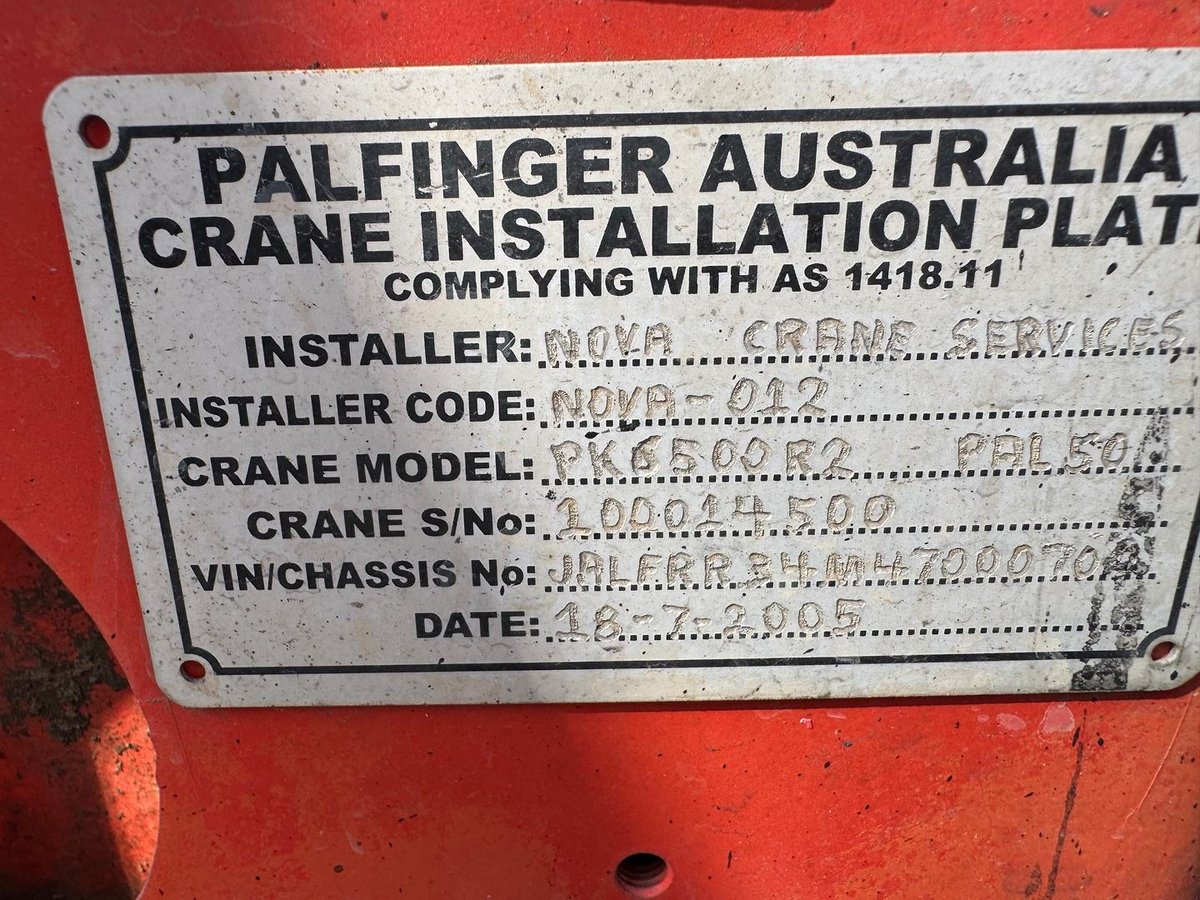 PALFINGER AUSTRALIA
CRANE INSTALLATION PLAT
COMPLYING WITH AS 1418.11
INSTALLER: NOVA CRANE SERVICES
INSTALLER CODE: NOVA-012
CRANE MODEL: PK6500R2 PAL50
CRANE S/No: 100014500
VIN/CHASSIS No: JALFRR34M47000702
DATE: 18-7-2005